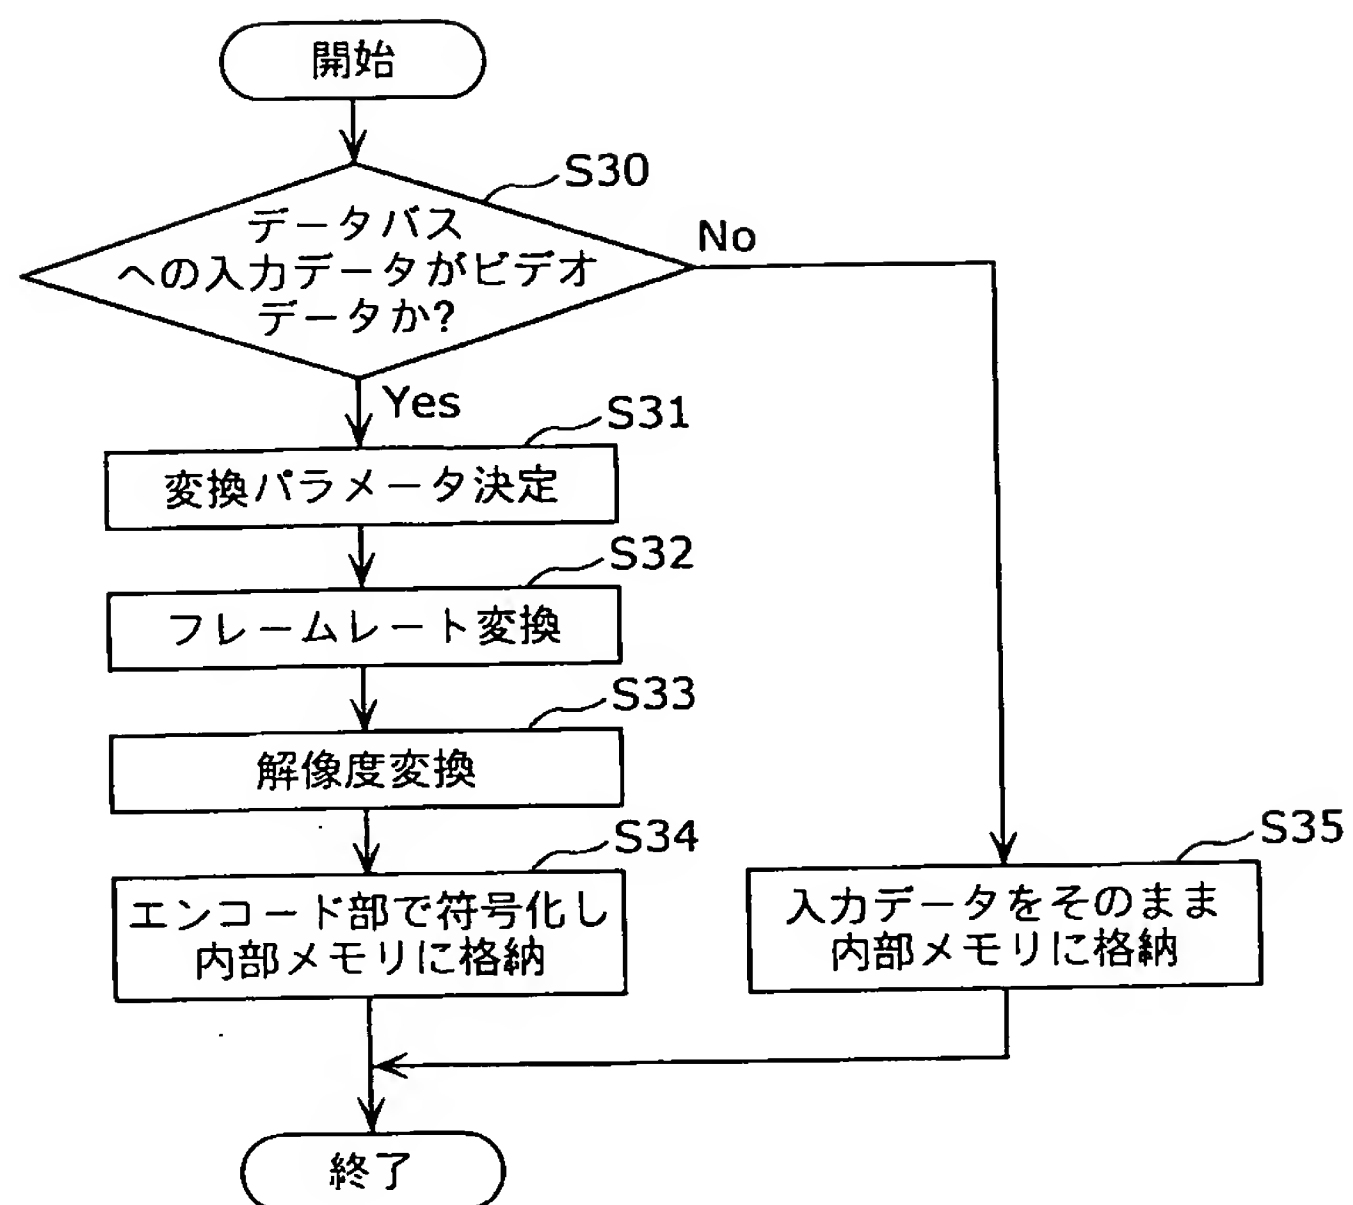 開始
S30
データバス
への入力データがビデオ
データか?
No
Yes
S31
変換パラメータ決定
S32
フレームレート変換
S33
解像度変換
S34
エンコード部で符号化し
内部メモリに格納
S35
入力データをそのまま
内部メモリに格納
終了